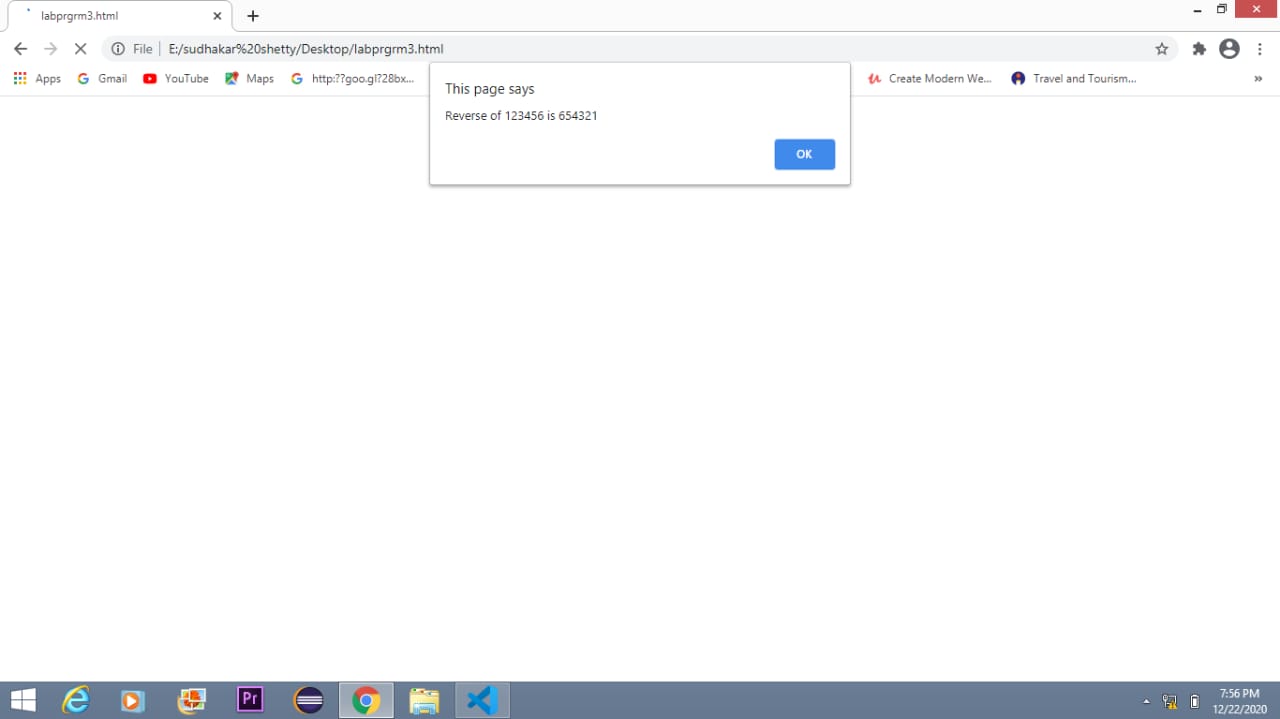 labprgrm3.html
File E:/sudhakar%20shetty/Desktop/labprgrm3.html
Apps Gmail YouTube Maps http:??goo.gl?28bx... Create Modern We... Travel and Tourism... »
This page says
Reverse of 123456 is 654321
OK
Pr
7:56 PM
12/22/2020